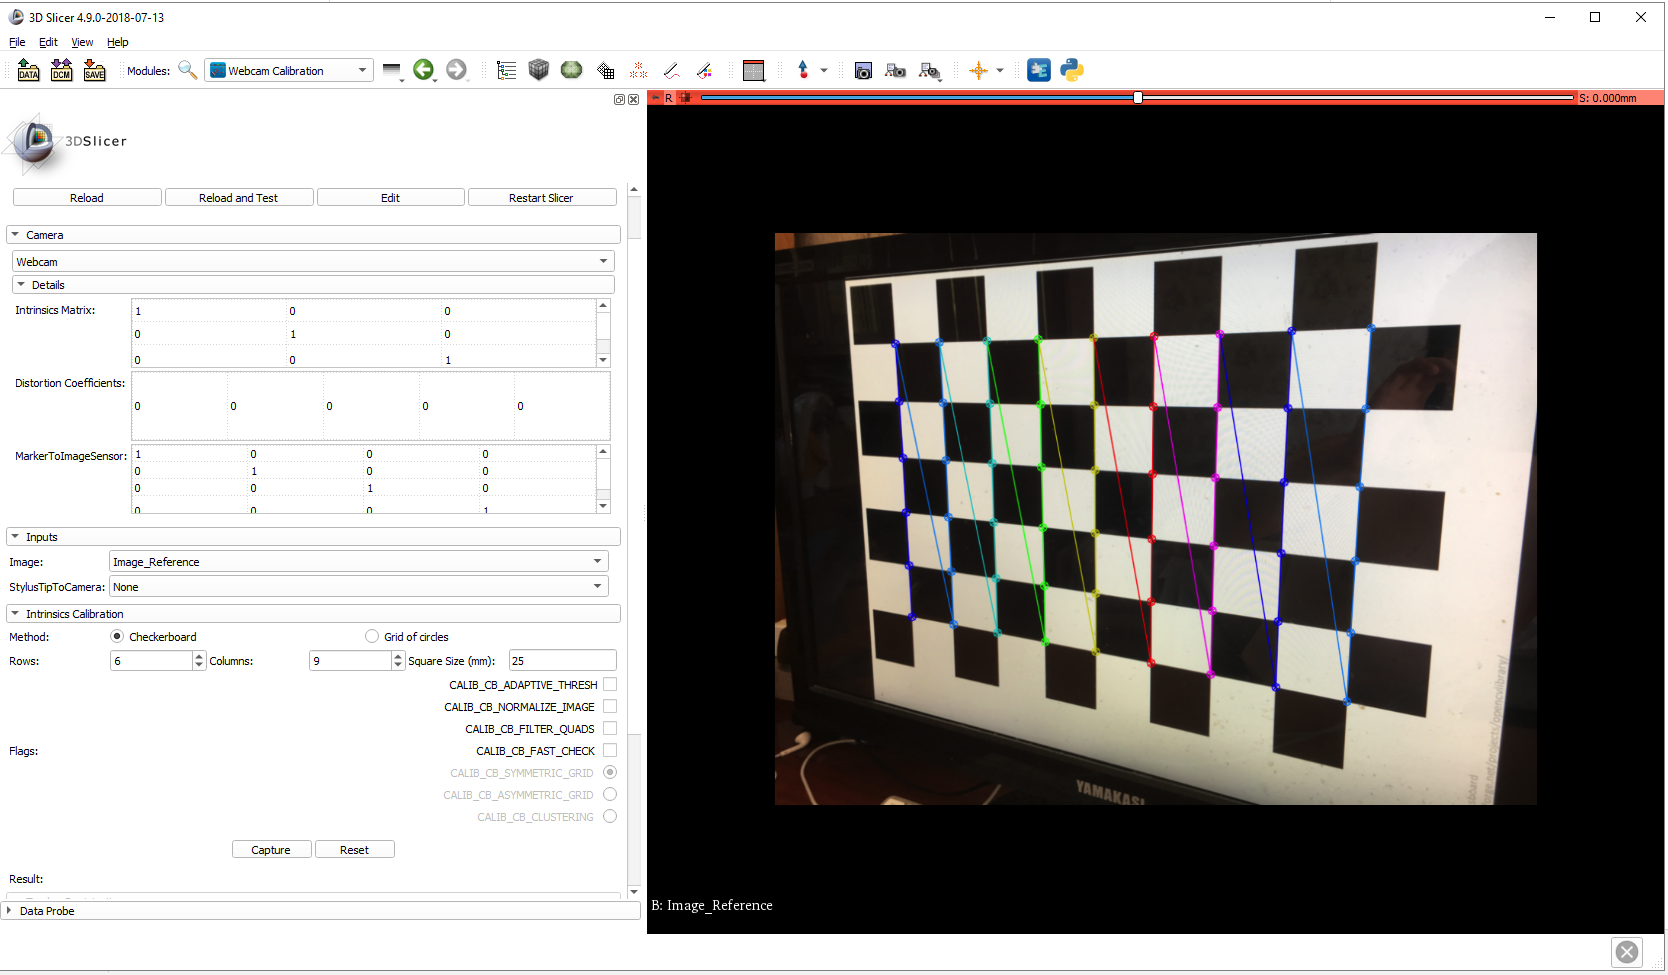 3D Slicer 4.9.0-2018-07-13
File Edit View Help
DATA DCM SAVE Modules: Webcam Calibration
R S: 0.000mm
3DSlicer
Reload Reload and Test Edit Restart Slicer
Camera
Webcam
Details
Intrinsics Matrix: 1 0 0
0 1 0
0 0 1
Distortion Coefficients: 0 0 0 0 0
MarkerToImageSensor: 1 0 0 0
0 1 0 0
0 0 1 0
0 0 0 1
Inputs
Image: Image_Reference
StylusTipToCamera: None
Intrinsics Calibration
Method: Checkerboard Grid of circles
Rows: 6 Columns: 9 Square Size (mm): 25
CALIB_CB_ADAPTIVE_THRESH
CALIB_CB_NORMALIZE_IMAGE
CALIB_CB_FILTER_QUADS
Flags: CALIB_CB_FAST_CHECK
CALIB_CB_SYMMETRIC_GRID
CALIB_CB_ASYMMETRIC_GRID
CALIB_CB_CLUSTERING
Capture Reset
Result:
Data Probe
YAMAKASI
B: Image_Reference